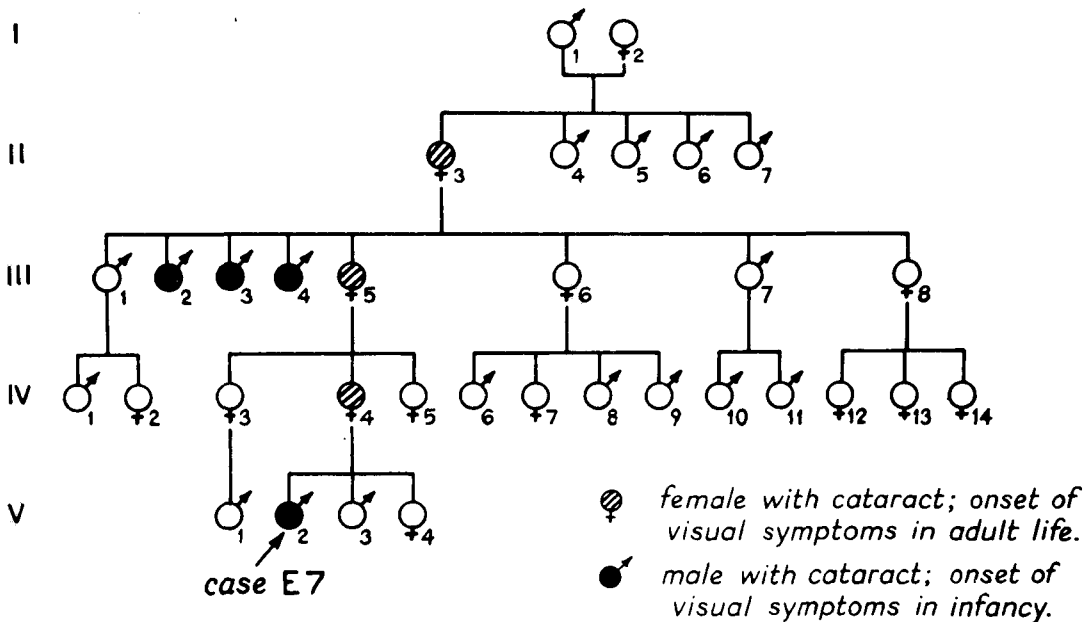 I
1 2
II
3 4 5 6 7
III
1 2 3 4 5 6 7 8
IV
1 2 3 4 5 6 7 8 9 10 11 12 13 14
V
1 2 3 4
case E7
female with cataract; onset of
visual symptoms in adult life.
male with cataract; onset of
visual symptoms in infancy.